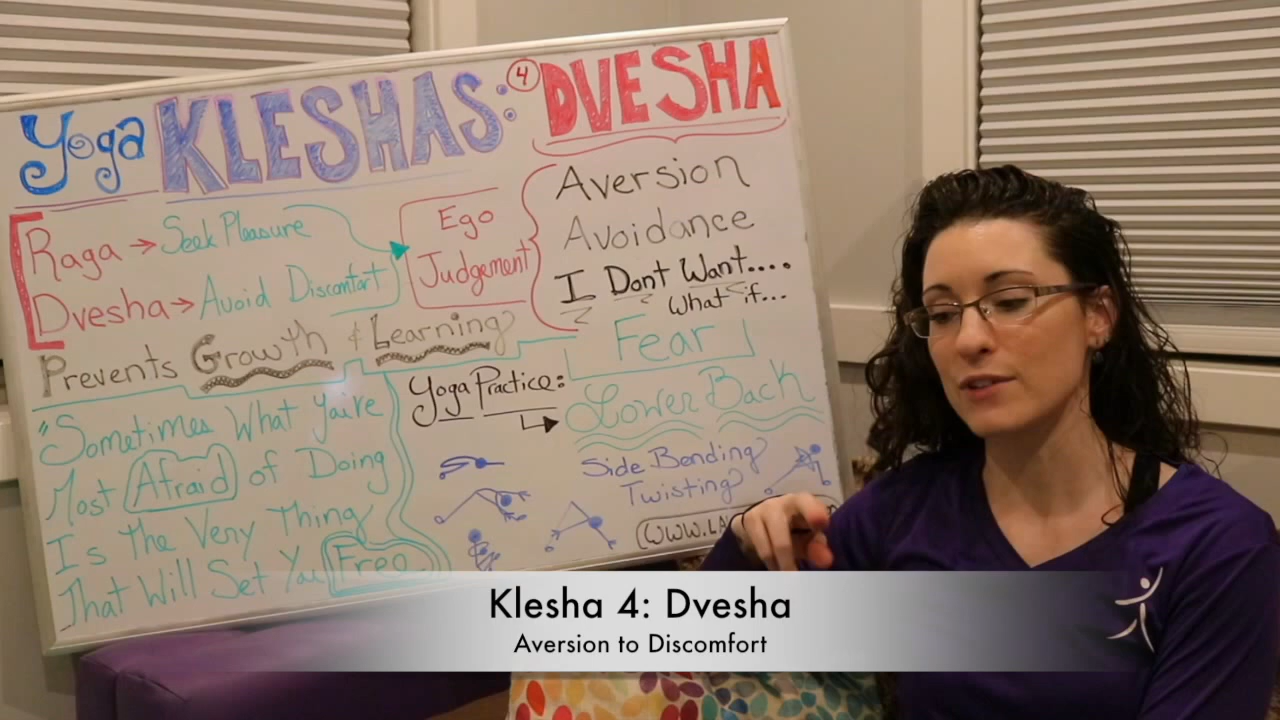 Yoga KLESHAS: 4 DVESHA
Raga → Seek Pleasure
Dvesha → Avoid Discomfort
Ego
Judgement
Prevents Growth & Learning
Aversion
Avoidance
I Dont Want....
What if...
Fear
"Sometimes What You're
Most Afraid of Doing
Is the Very Thing
That Will Set You Free
Yoga Practice:
Lower Back
Side Bending
Twisting
Klesha 4: Dvesha
Aversion to Discomfort